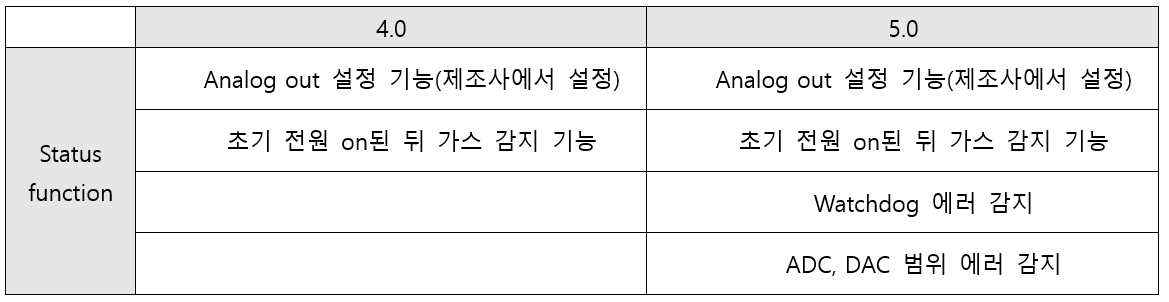 4.0 5.0
Analog out 설정 기능(제조사에서 설정) Analog out 설정 기능(제조사에서 설정)
초기 전원 on된 뒤 가스 감지 기능 초기 전원 on된 뒤 가스 감지 기능
Status
function
Watchdog 에러 감지
ADC, DAC 범위 에러 감지